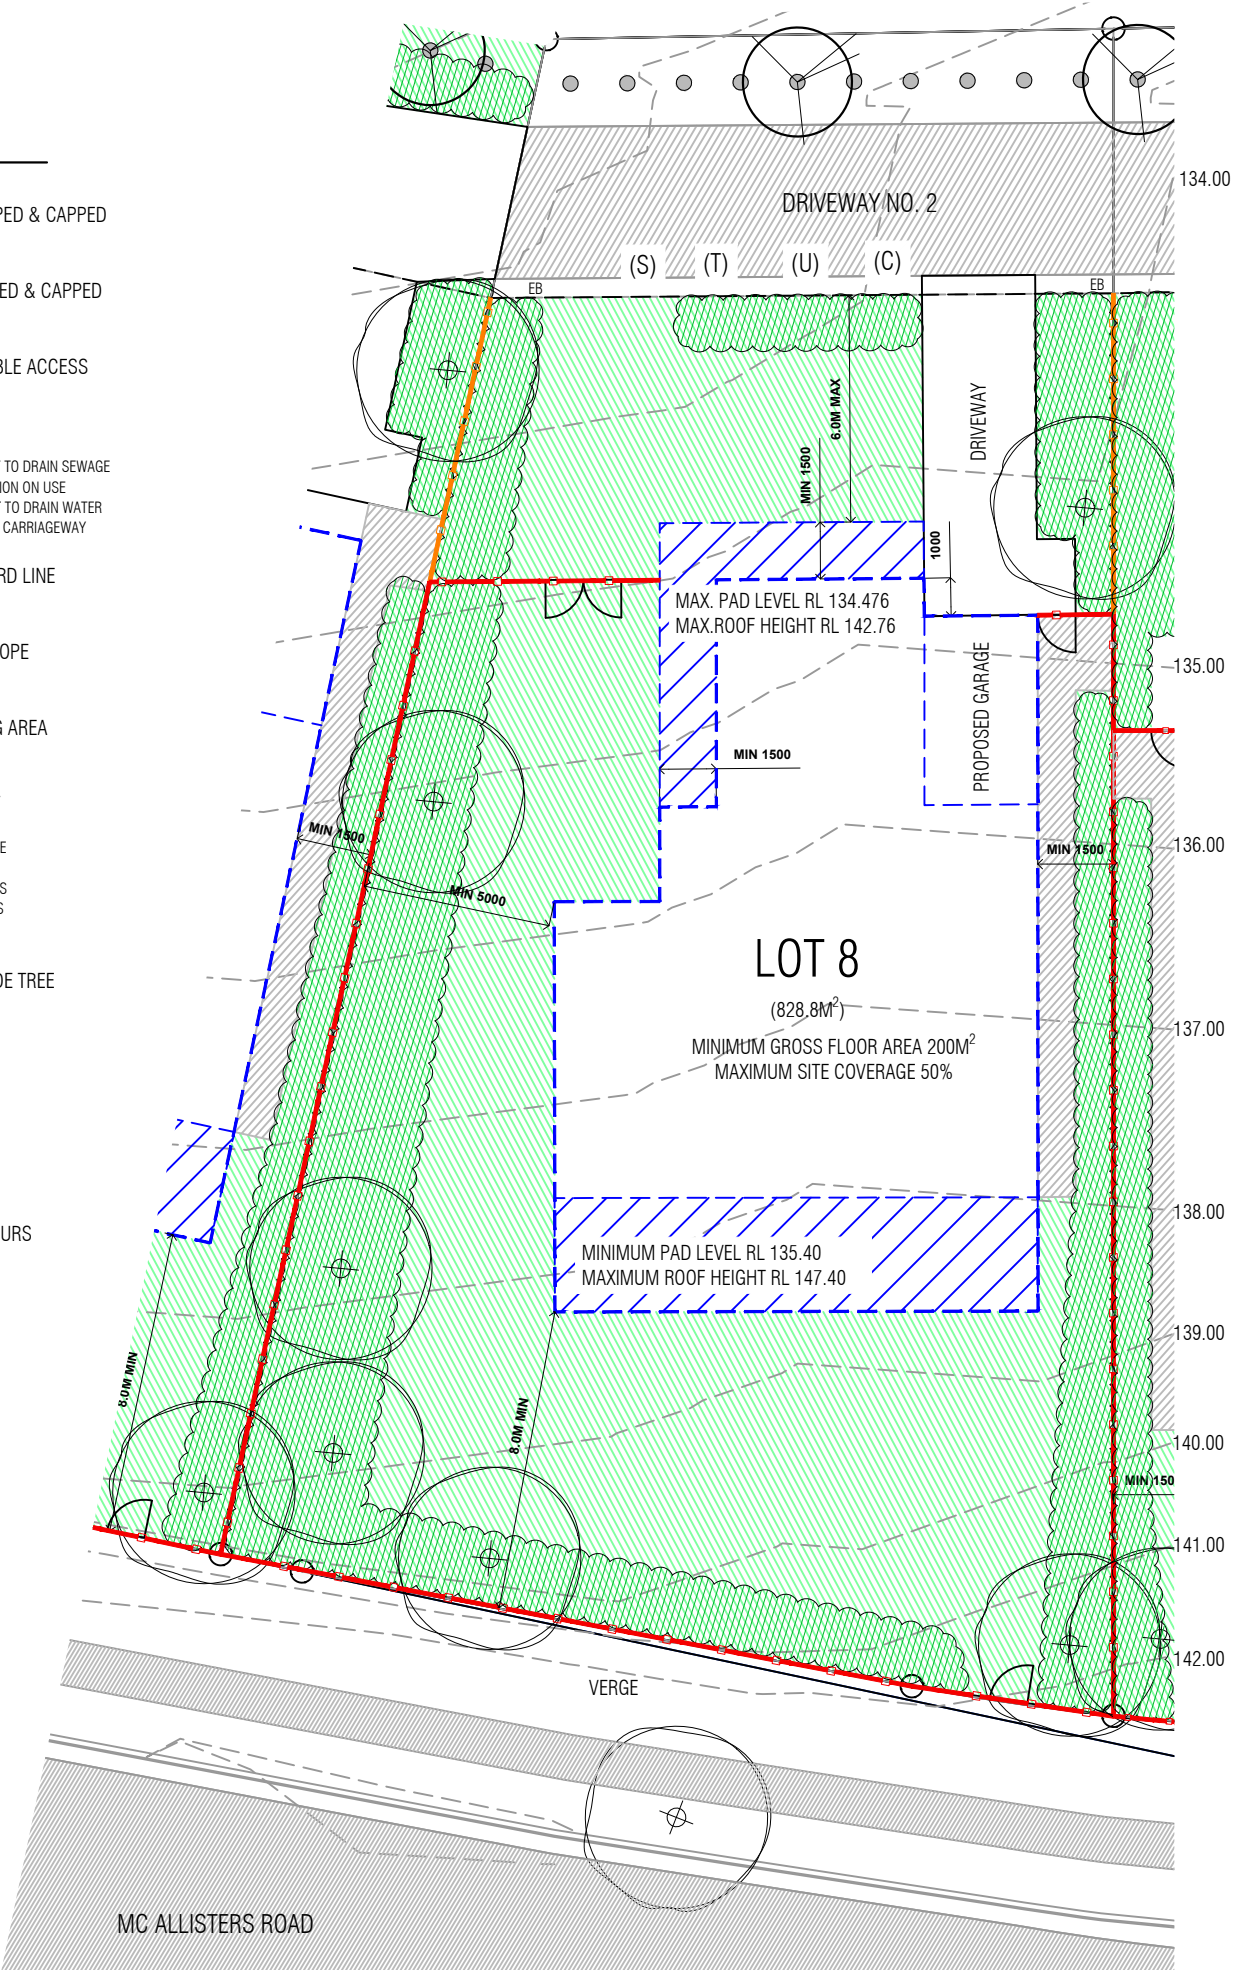 134.00
DRIVEWAY NO. 2
PED & CAPPED
(S) (T) (U) (C)
EB
EB
ED & CAPPED
BLE ACCESS
6.0M MAX
DRIVEWAY
MIN 1500
T TO DRAIN SEWAGE
ION ON USE
T TO DRAIN WATER
CARRIAGEWAY
1000
RD LINE
MAX. PAD LEVEL RL 134.476
MAX.ROOF HEIGHT RL 142.76
OPE
135.00
PROPOSED GARAGE
G AREA
MIN 1500
MIN 1500
136.00
E
MIN 1500
MIN 5000
S
S
LOT 8
DE TREE
(828.8M²)
137.00
MINIMUM GROSS FLOOR AREA 200M²
MAXIMUM SITE COVERAGE 50%
138.00
URS
MINIMUM PAD LEVEL RL 135.40
MAXIMUM ROOF HEIGHT RL 147.40
139.00
8.0M MIN
8.0M MIN
140.00
MIN 150
141.00
142.00
VERGE
MC ALLISTERS ROAD